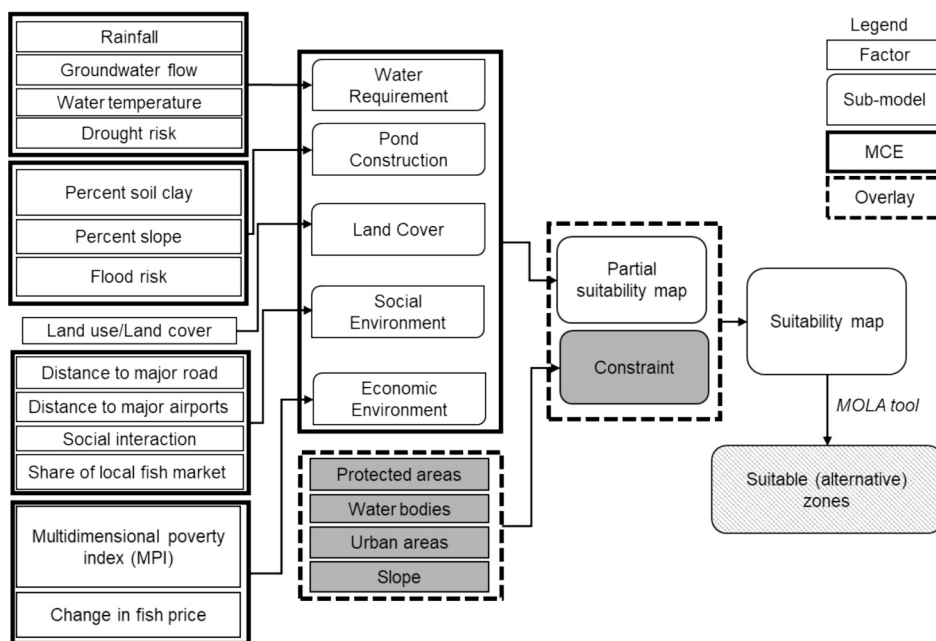 Rainfall
Groundwater flow
Water temperature
Drought risk
Percent soil clay
Percent slope
Flood risk
Land use/Land cover
Distance to major road
Distance to major airports
Social interaction
Share of local fish market
Multidimensional poverty
index (MPI)
Change in fish price
Water
Requirement
Pond
Construction
Land Cover
Social
Environment
Economic
Environment
Protected areas
Water bodies
Urban areas
Slope
Partial
suitability map
Constraint
Suitability map
MOLA tool
Suitable (alternative)
zones
Legend
Factor
Sub-model
MCE
Overlay